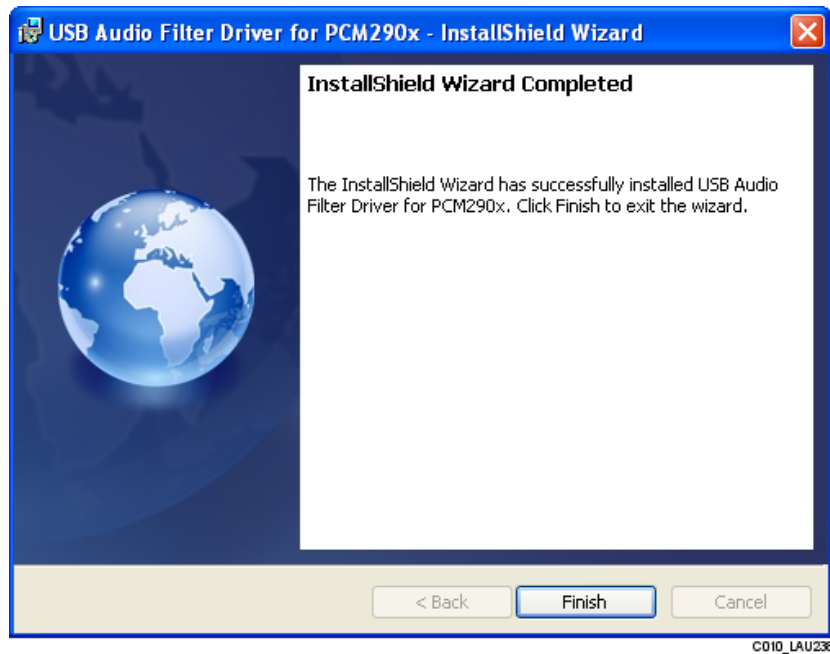 USB Audio Filter Driver for PCM290x - InstallShield Wizard
InstallShield Wizard Completed
The InstallShield Wizard has successfully installed USB Audio
Filter Driver for PCM290x. Click Finish to exit the wizard.
< Back
Finish
Cancel
C010_LAU238